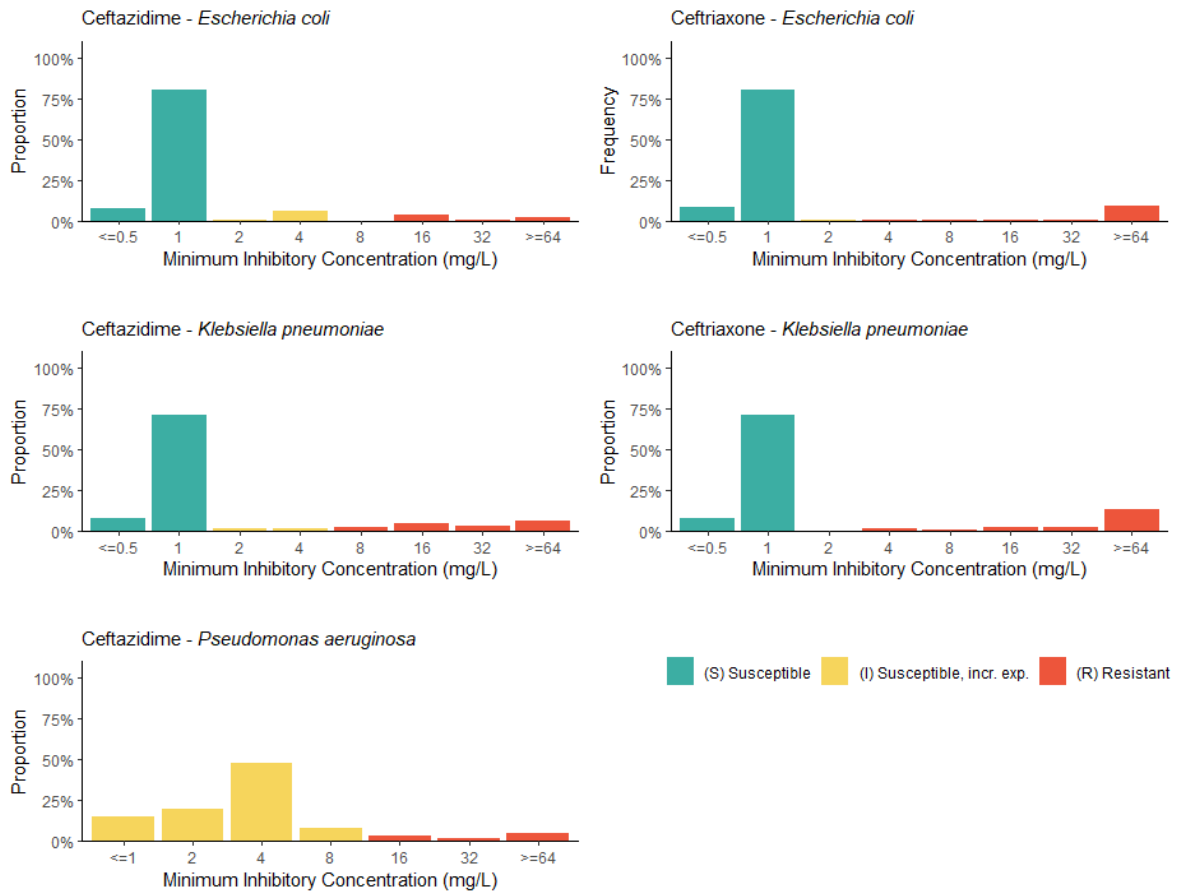 Ceftazidime - Escherichia coli
100%
75%
50%
25%
0%
Proportion
<=0.5 1 2 4 8 16 32 >=64
Minimum Inhibitory Concentration (mg/L)
Ceftriaxone - Escherichia coli
100%
75%
50%
25%
0%
Frequency
<=0.5 1 2 4 8 16 32 >=64
Minimum Inhibitory Concentration (mg/L)
Ceftazidime - Klebsiella pneumoniae
100%
75%
50%
25%
0%
Proportion
<=0.5 1 2 4 8 16 32 >=64
Minimum Inhibitory Concentration (mg/L)
Ceftriaxone - Klebsiella pneumoniae
100%
75%
50%
25%
0%
Proportion
<=0.5 1 2 4 8 16 32 >=64
Minimum Inhibitory Concentration (mg/L)
Ceftazidime - Pseudomonas aeruginosa
100%
75%
50%
25%
0%
Proportion
<=1 2 4 8 16 32 >=64
Minimum Inhibitory Concentration (mg/L)
(S) Susceptible (I) Susceptible, incr. exp. (R) Resistant